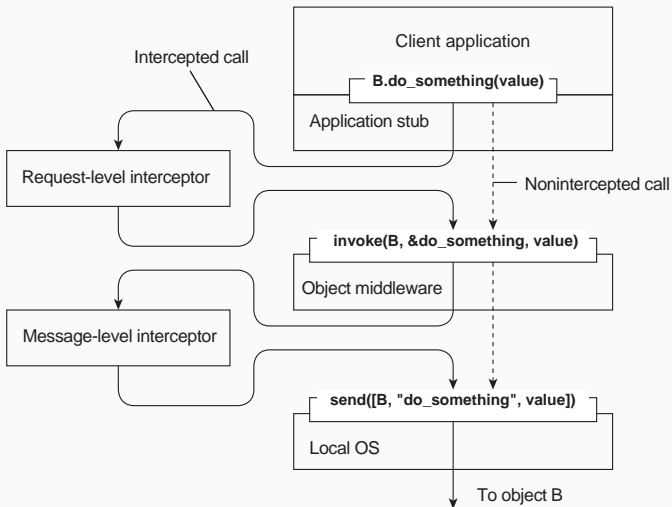 Client application
Intercepted call
B.do_something(value)
Application stub
Request-level interceptor
Nonintercepted call
invoke(B, &do_something, value)
Object middleware
Message-level interceptor
send([B, "do_something", value])
Local OS
To object B